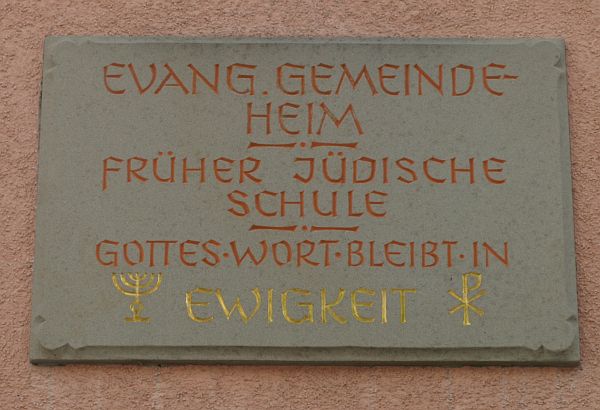 EVANG. GEMEINDE-
HEIM
FRÜHER JÜDISCHE
SCHULE
GOTTES·WORT·BLEIBT·IN
EWIGKEIT